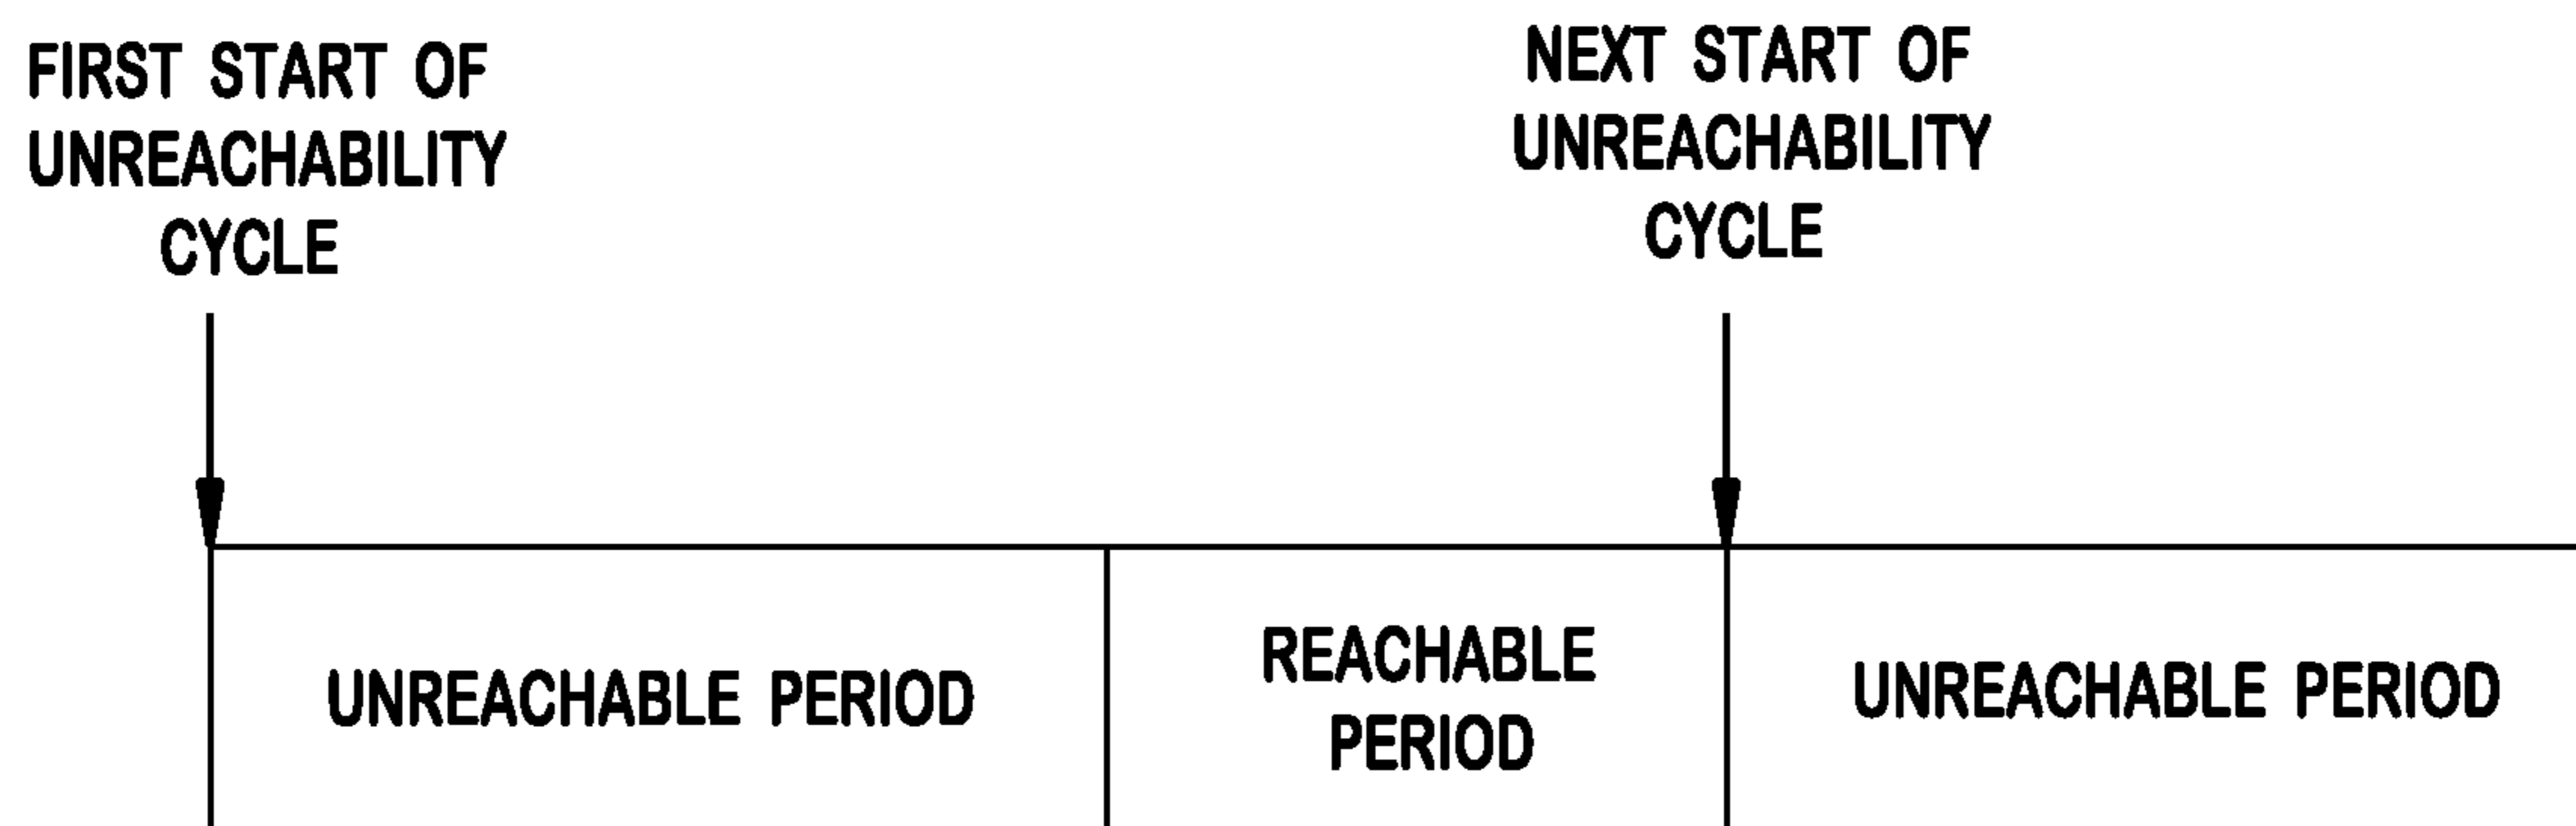 FIRST START OF
UNREACHABILITY
CYCLE
NEXT START OF
UNREACHABILITY
CYCLE
UNREACHABLE PERIOD
REACHABLE
PERIOD
UNREACHABLE PERIOD